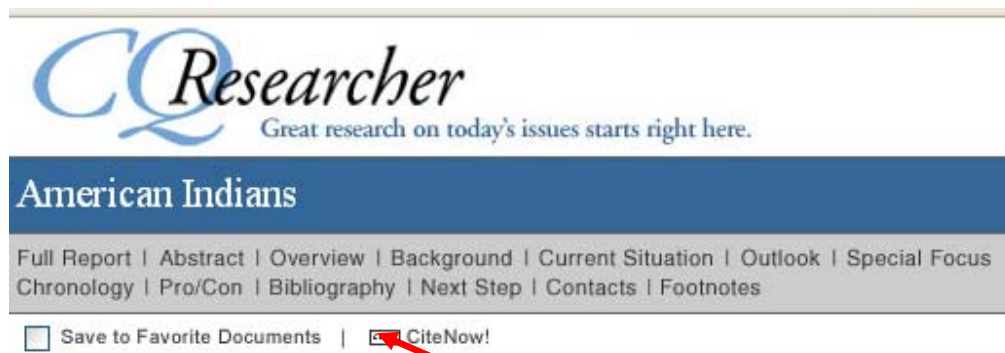 CQ Researcher
Great research on today's issues starts right here.
American Indians
Full Report | Abstract | Overview | Background | Current Situation | Outlook | Special Focus
Chronology | Pro/Con | Bibliography | Next Step | Contacts | Footnotes
Save to Favorite Documents | CiteNow!